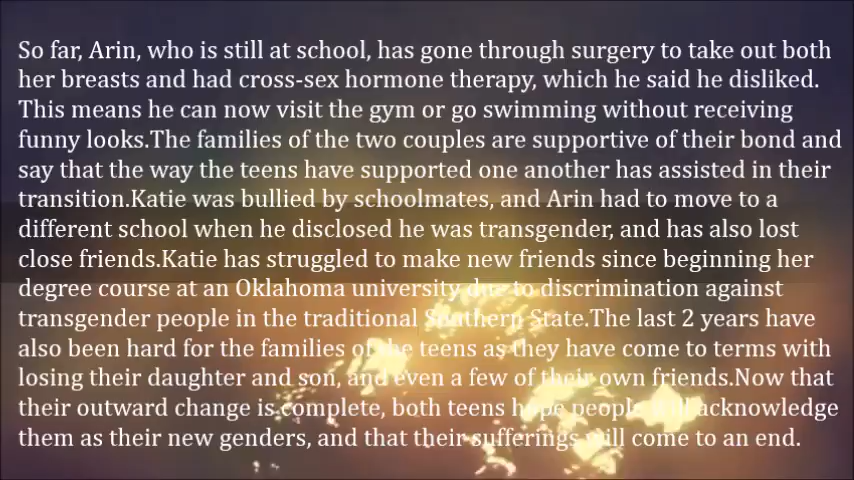 So far, Arin, who is still at school, has gone through surgery to take out both
her breasts and had cross-sex hormone therapy, which he said he disliked.
This means he can now visit the gym or go swimming without receiving
funny looks.The families of the two couples are supportive of their bond and
say that the way the teens have supported one another has assisted in their
transition.Katie was bullied by schoolmates, and Arin had to move to a
different school when he disclosed he was transgender, and has also lost
close friends.Katie has struggled to make new friends since beginning her
degree course at an Oklahoma university due to discrimination against
transgender people in the traditional Southern State.The last 2 years have
also been hard for the families of the teens as they have come to terms with
losing their daughter and son, and even a few of their own friends.Now that
their outward change is complete, both teens hope people will acknowledge
them as their new genders, and that their sufferings will come to an end.